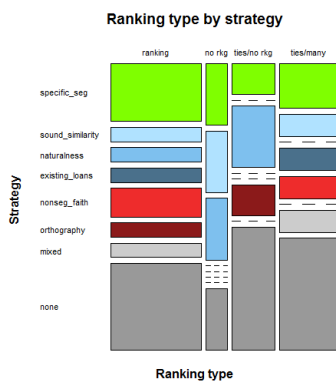 Ranking type by strategy
ranking no rkg ties/no rkg ties/many
specific_seg
sound_similarity
naturalness
existing_loans
nonseg_faith
orthography
mixed
none
Strategy
Ranking type